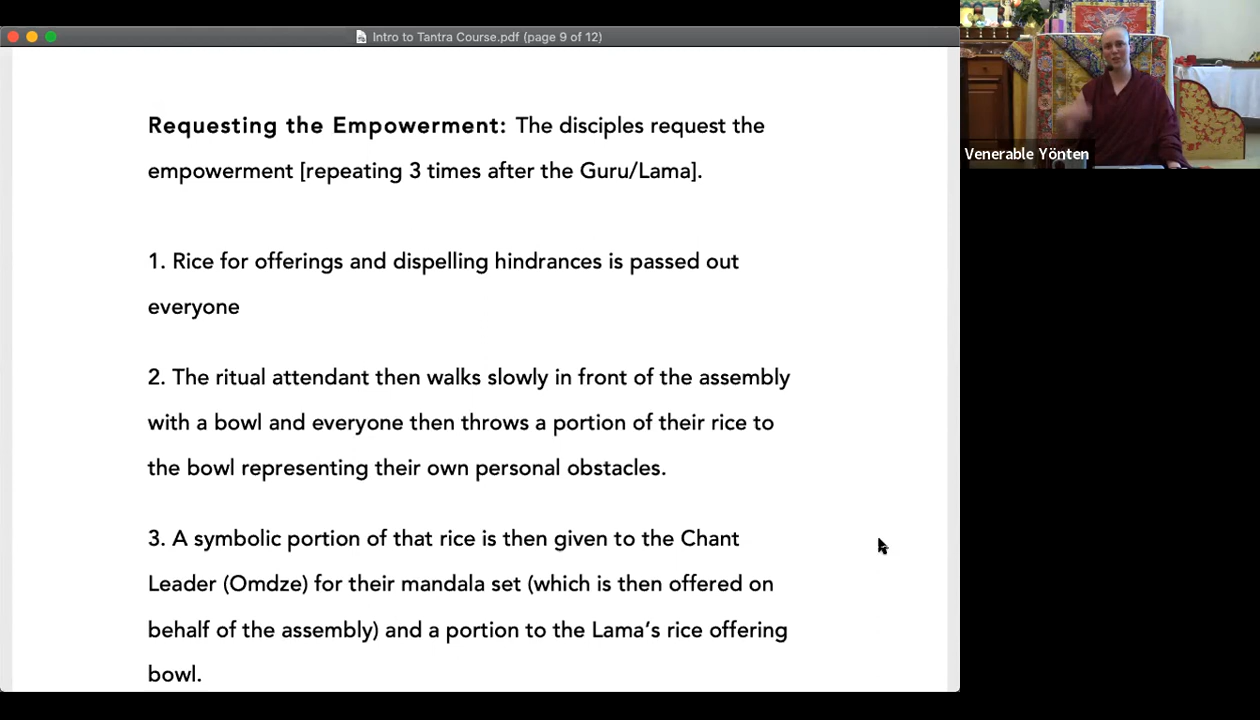 Intro to Tantra Course.pdf (page 9 of 12)
Requesting the Empowerment: The disciples request the
empowerment [repeating 3 times after the Guru/Lama].
1. Rice for offerings and dispelling hindrances is passed out
everyone
2. The ritual attendant then walks slowly in front of the assembly
with a bowl and everyone then throws a portion of their rice to
the bowl representing their own personal obstacles.
3. A symbolic portion of that rice is then given to the Chant
Leader (Omdze) for their mandala set (which is then offered on
behalf of the assembly) and a portion to the Lama’s rice offering
bowl.
Venerable Yönten